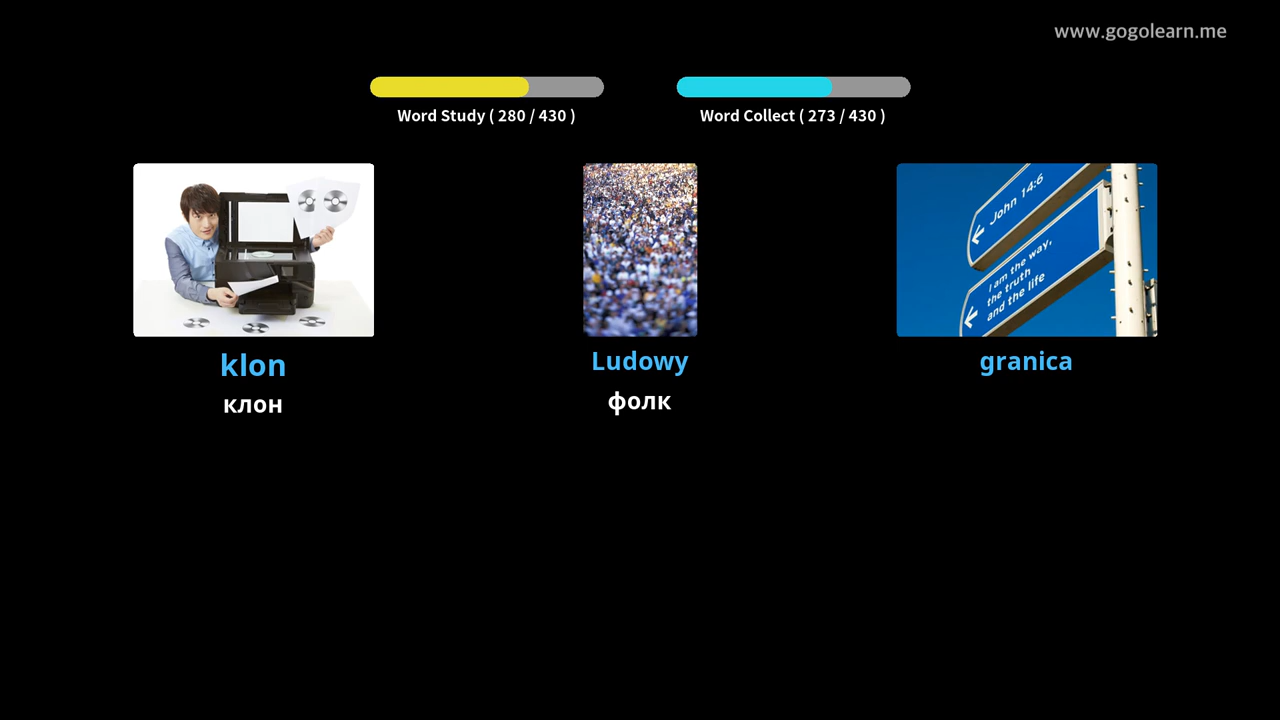 www.gogolearn.me
Word Study ( 280 / 430 )
Word Collect ( 273 / 430 )
John 14:6
I am the way,
the truth
and the life
klon
клон
Ludowy
фолк
granica